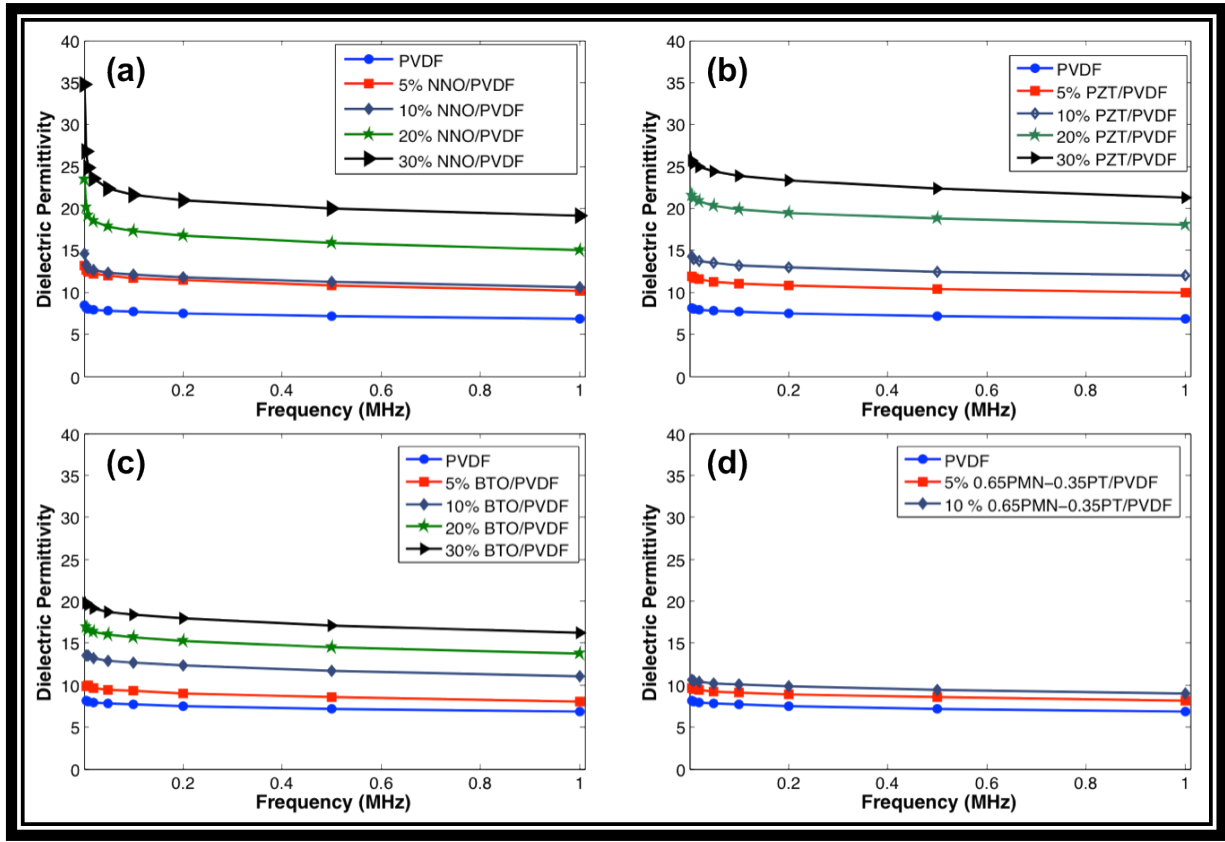 (a)
PVDF
5% NNO/PVDF
10% NNO/PVDF
20% NNO/PVDF
30% NNO/PVDF
40
35
30
25
20
15
10
5
0
0.2
0.4
0.6
0.8
1
Dielectric Permittivity
Frequency (MHz)
(b)
PVDF
5% PZT/PVDF
10% PZT/PVDF
20% PZT/PVDF
30% PZT/PVDF
40
35
30
25
20
15
10
5
0
0.2
0.4
0.6
0.8
1
Dielectric Permittivity
Frequency (MHz)
(c)
PVDF
5% BTO/PVDF
10% BTO/PVDF
20% BTO/PVDF
30% BTO/PVDF
40
35
30
25
20
15
10
5
0
0.2
0.4
0.6
0.8
1
Dielectric Permittivity
Frequency (MHz)
(d)
PVDF
5% 0.65PMN−0.35PT/PVDF
10 % 0.65PMN−0.35PT/PVDF
40
35
30
25
20
15
10
5
0
0.2
0.4
0.6
0.8
1
Dielectric Permittivity
Frequency (MHz)